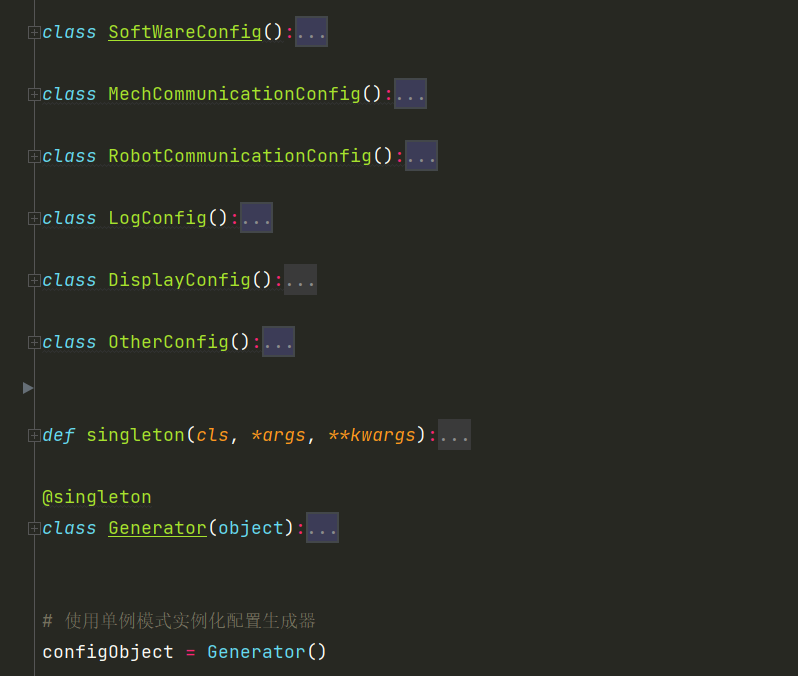 class SoftWareConfig():...
class MechCommunicationConfig():...
class RobotCommunicationConfig():...
class LogConfig():...
class DisplayConfig():...
class OtherConfig():...
def singleton(cls, *args, **kwargs):...
@singleton
class Generator(object):...
# 使用单例模式实例化配置生成器
configObject = Generator()